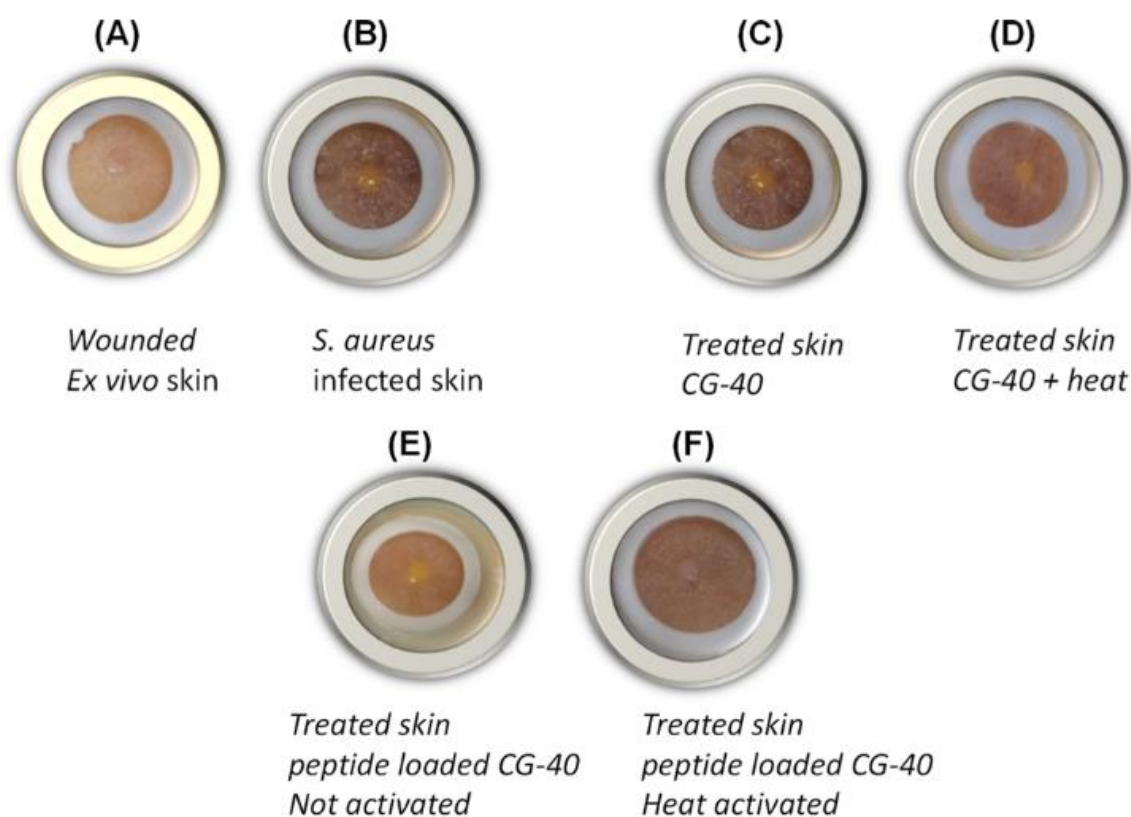 (A)
(B)
(C)
(D)
Wounded
Ex vivo skin
S. aureus
infected skin
Treated skin
CG-40
Treated skin
CG-40 + heat
(E)
(F)
Treated skin
peptide loaded CG-40
Not activated
Treated skin
peptide loaded CG-40
Heat activated